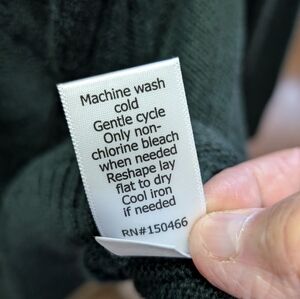 Machine wash
cold
Gentle cycle
Only non-
chlorine bleach
when needed
Reshape lay
flat to dry
Cool iron
if needed
RN#150466